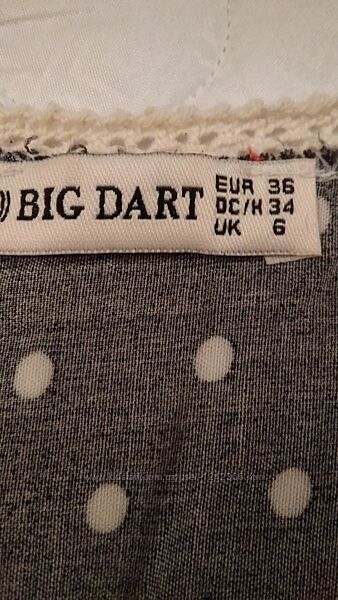 BIG DART
EUR 36
DC/H 34
UK 6